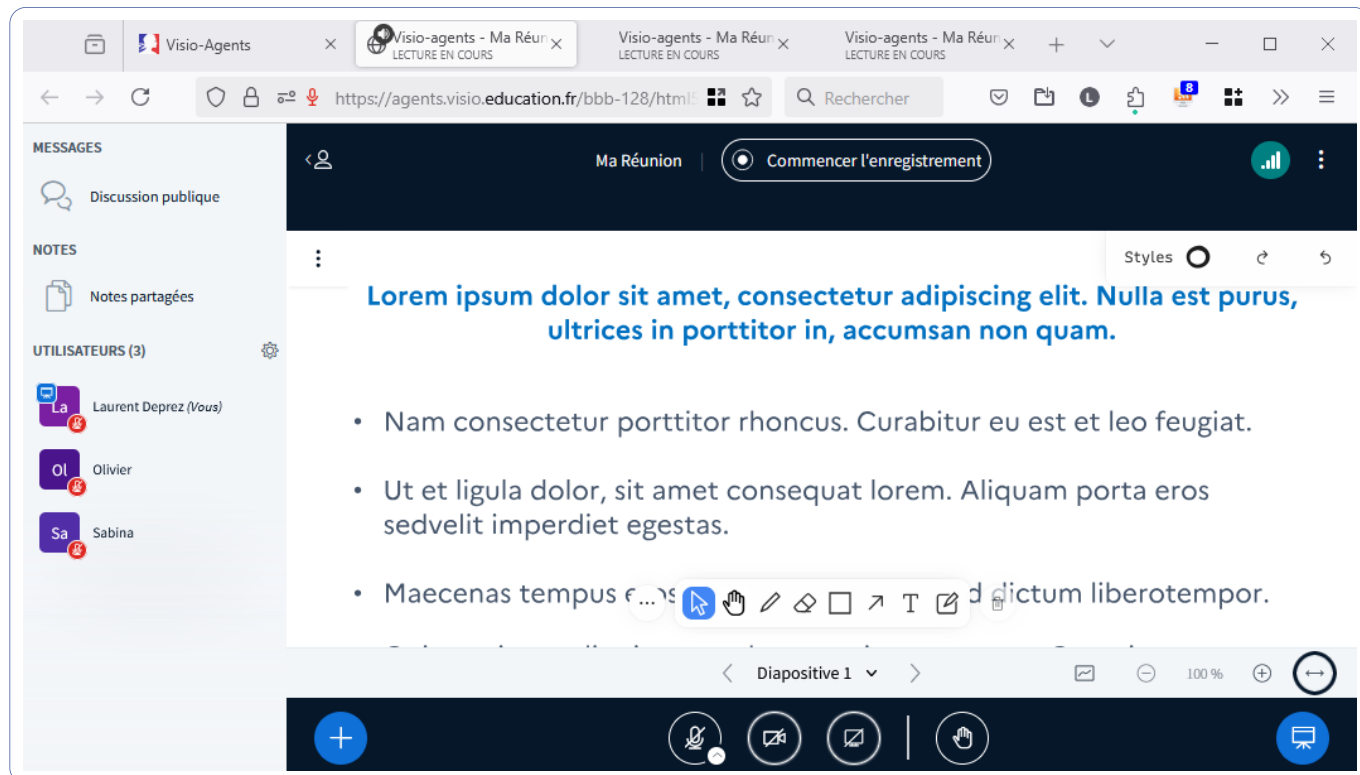 Visio-Agents
Visio-agents - Ma Réun
LECTURE EN COURS
Visio-agents - Ma Réun
LECTURE EN COURS
Visio-agents - Ma Réun
LECTURE EN COURS
https://agents.visio.education.fr/bbb-128/html5
Rechercher
L
8
MESSAGES
Discussion publique
NOTES
Notes partagées
UTILISATEURS (3)
La
Laurent Deprez (Vous)
Ol
Olivier
Sa
Sabina
Ma Réunion
Commencer l'enregistrement
Styles
Lorem ipsum dolor sit amet, consectetur adipiscing elit. Nulla est purus,
ultrices in porttitor in, accumsan non quam.
• Nam consectetur porttitor rhoncus. Curabitur eu est et leo feugiat.
• Ut et ligula dolor, sit amet consequat lorem. Aliquam porta eros
sedvelit imperdiet egestas.
• Maecenas tempus dictum liberotempor.
T
Diapositive 1
100 %